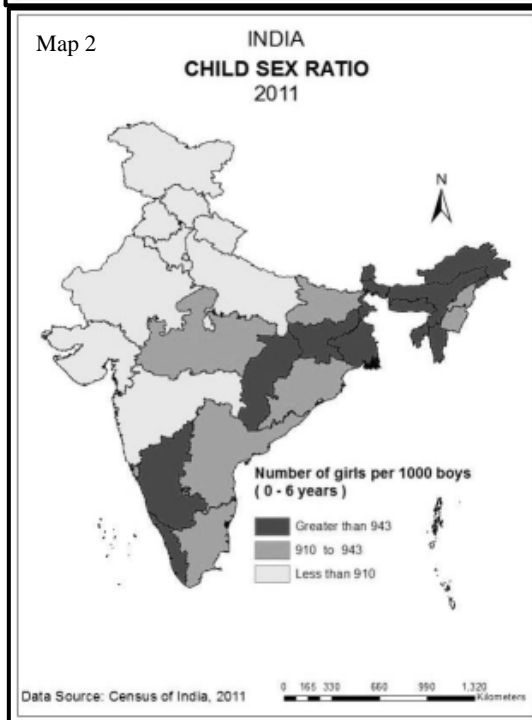 Map 2
INDIA
CHILD SEX RATIO
2011
N
Number of girls per 1000 boys
( 0 - 6 years )
Greater than 943
910 to 943
Less than 910
0 165 330 660 990 1,320
Kilometers
Data Source: Census of India, 2011